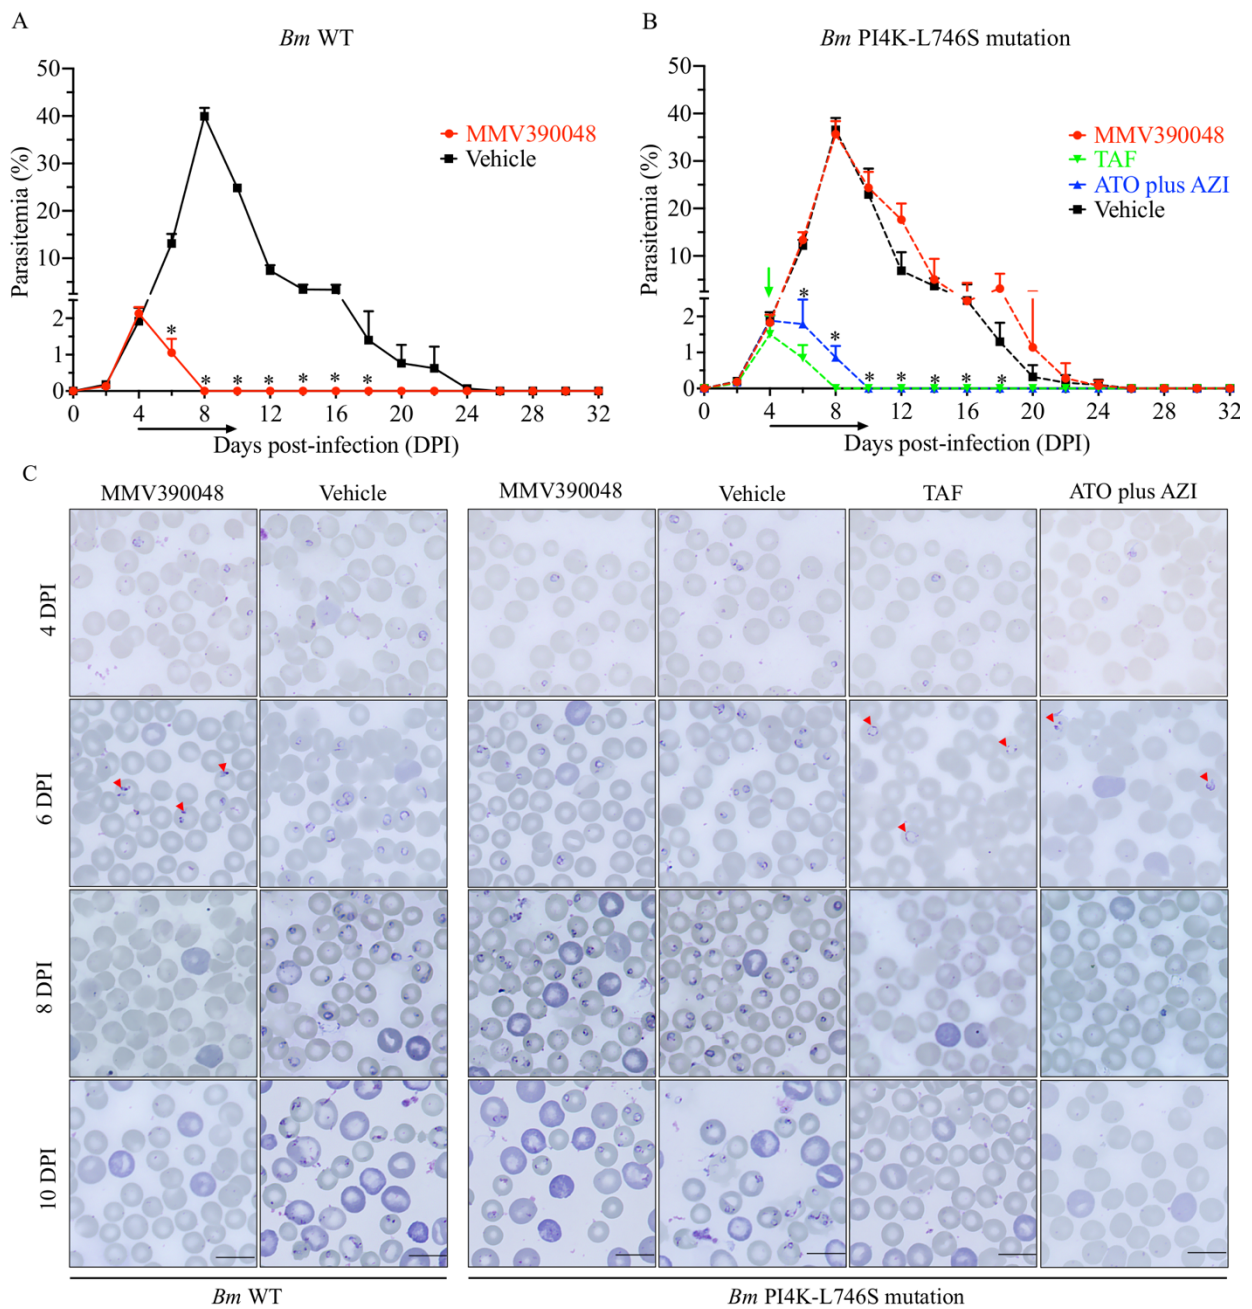 A
B
Bm WT
Bm PI4K-L746S mutation
50
40
30
20
10
2
1
0
Parasitemia (%)
MMV390048
Vehicle
* * * * * * *
0 4 8 12 16 20 24 28 32
Days post-infection (DPI)
50
40
30
20
10
2
1
0
Parasitemia (%)
MMV390048
TAF
ATO plus AZI
Vehicle
* * * * * * *
0 4 8 12 16 20 24 28 32
Days post-infection (DPI)
C
MMV390048 Vehicle MMV390048 Vehicle TAF ATO plus AZI
4 DPI
6 DPI
8 DPI
10 DPI
Bm WT
Bm PI4K-L746S mutation